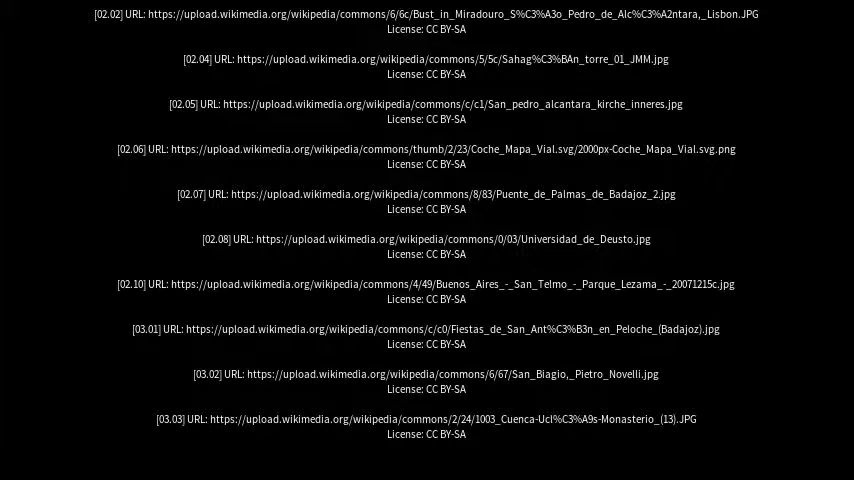 [02.02] URL: https://upload.wikimedia.org/wikipedia/commons/6/6c/Bust_in_Miradouro_S%C3%A3o_Pedro_de_Alc%C3%A2ntara,_Lisbon.JPG
License: CC BY-SA
[02.04] URL: https://upload.wikimedia.org/wikipedia/commons/5/5c/Sahag%C3%BAn_torre_01_JMM.jpg
License: CC BY-SA
[02.05] URL: https://upload.wikimedia.org/wikipedia/commons/c/c1/San_pedro_alcantara_kirche_inneres.jpg
License: CC BY-SA
[02.06] URL: https://upload.wikimedia.org/wikipedia/commons/thumb/2/23/Coche_Mapa_Vial.svg/2000px-Coche_Mapa_Vial.svg.png
License: CC BY-SA
[02.07] URL: https://upload.wikimedia.org/wikipedia/commons/8/83/Puente_de_Palmas_de_Badajoz_2.jpg
License: CC BY-SA
[02.08] URL: https://upload.wikimedia.org/wikipedia/commons/0/03/Universidad_de_Deusto.jpg
License: CC BY-SA
[02.10] URL: https://upload.wikimedia.org/wikipedia/commons/4/49/Buenos_Aires_-_San_Telmo_-_Parque_Lezama_-_20071215c.jpg
License: CC BY-SA
[03.01] URL: https://upload.wikimedia.org/wikipedia/commons/c/c0/Fiestas_de_San_Ant%C3%B3n_en_Peloche_(Badajoz).jpg
License: CC BY-SA
[03.02] URL: https://upload.wikimedia.org/wikipedia/commons/6/67/San_Biagio,_Pietro_Novelli.jpg
License: CC BY-SA
[03.03] URL: https://upload.wikimedia.org/wikipedia/commons/2/24/1003_Cuenca-Ucl%C3%A9s-Monasterio_(13).JPG
License: CC BY-SA